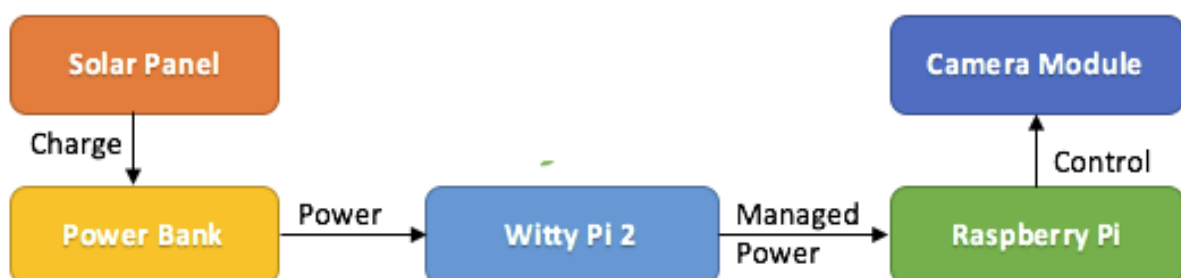 Solar Panel
Camera Module
Charge
Control
Power Bank
Power
Witty Pi 2
Managed
Power
Raspberry Pi